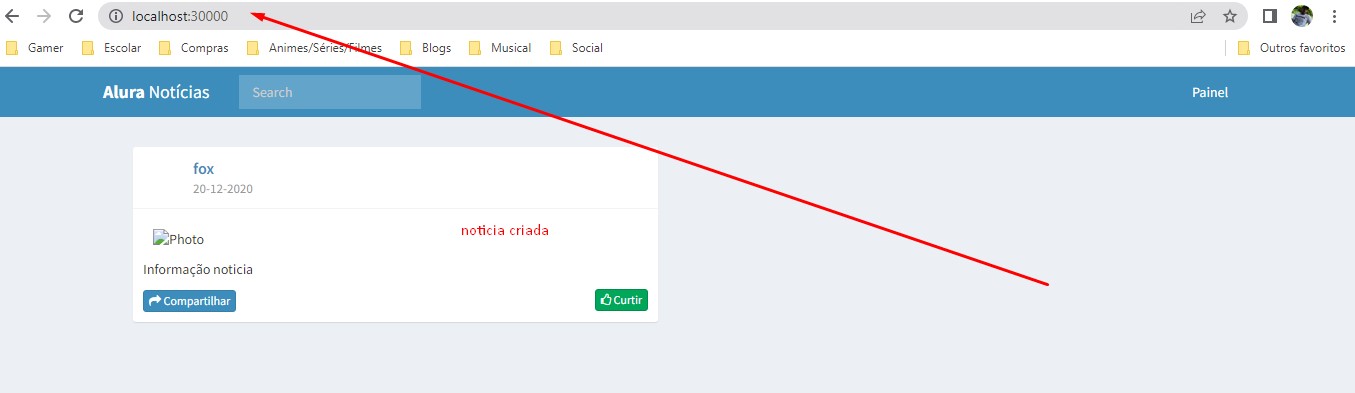 localhost:30000
Gamer Escolar Compras Animes/Séries/Filmes Blogs Musical Social Outros favoritos
Alura Notícias Search Painel
fox
20-12-2020
noticia criada
Photo
Informação noticia
Compartilhar Curtir